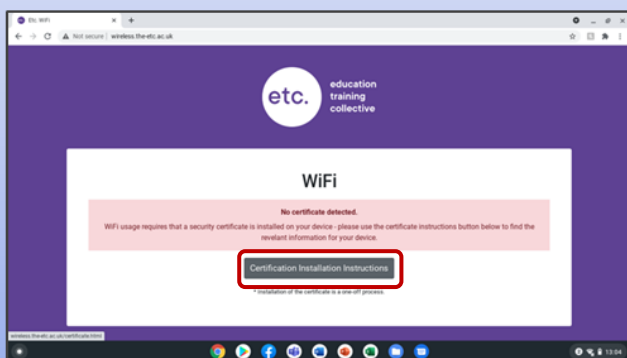 Etc. WiFi
Not secure | wireless.the-etc.ac.uk
etc.
education
training
collective
WiFi
No certificate detected.
WiFi usage requires that a security certificate is installed on your device - please use the certificate instructions button below to find the
revelant information for your device.
Certification Installation Instructions
* Installation of the certificate is a one-off process.
wireless.the-etc.ac.uk/certificate.html
13:04